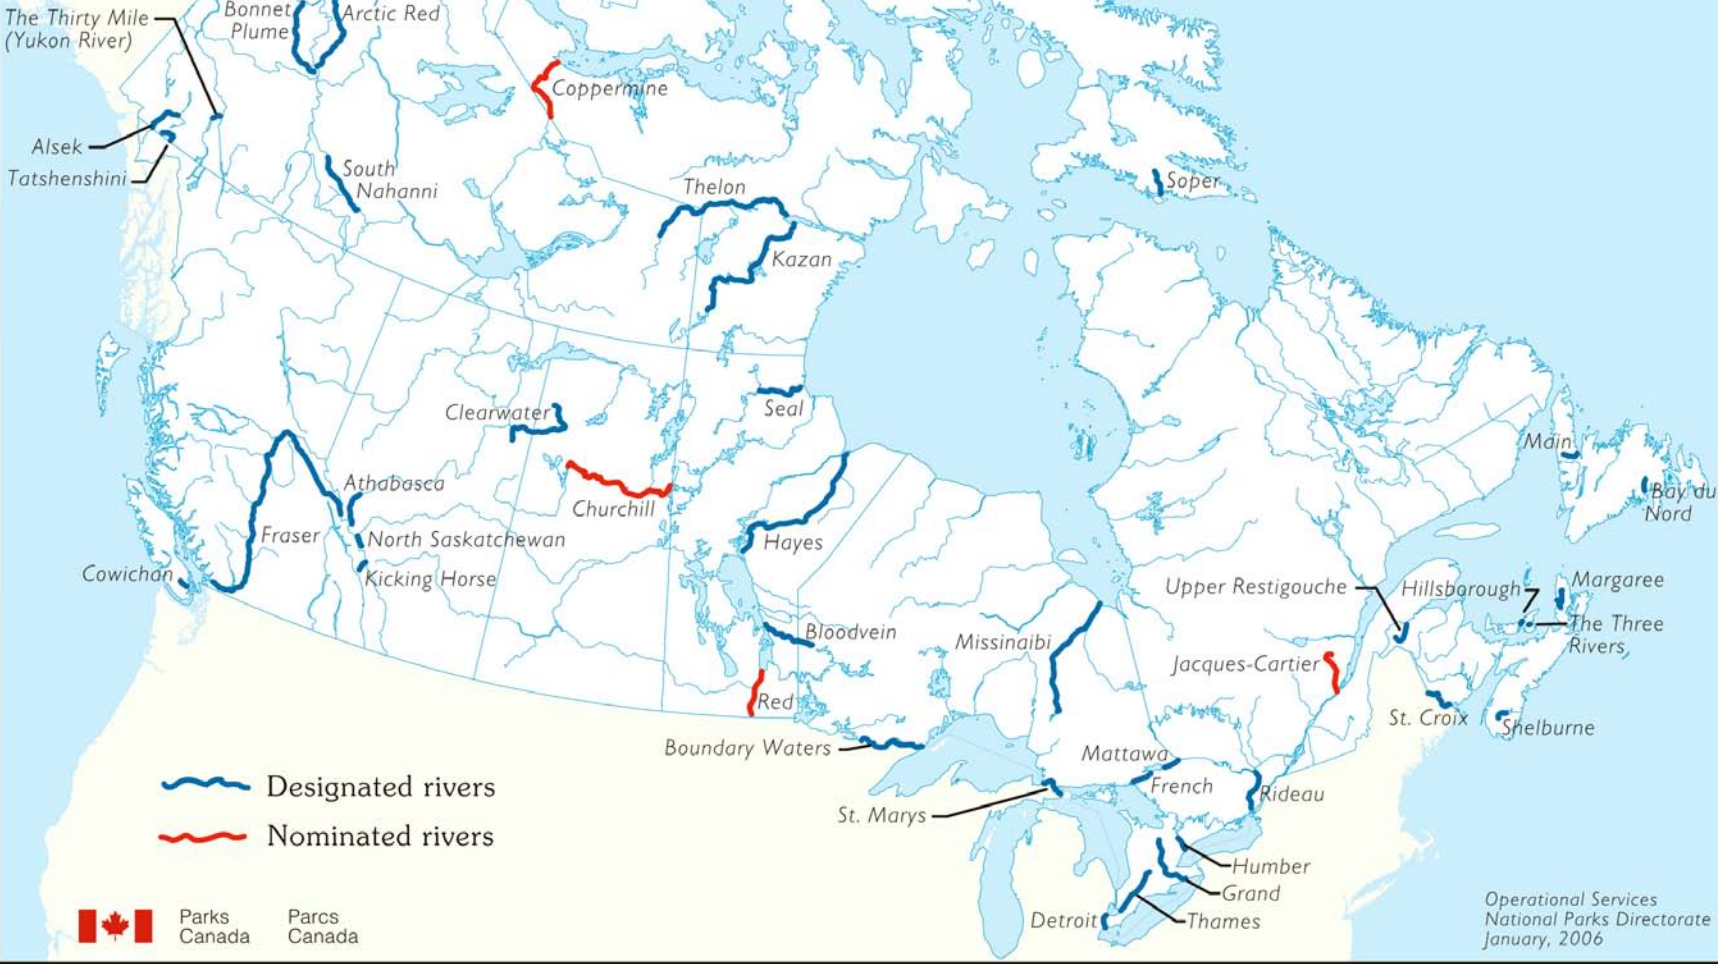 The Thirty Mile
(Yukon River)
Bonnet
Plume
Arctic Red
Coppermine
Alsek
Tatshenshini
South
Nahanni
Thelon
Soper
Kazan
Clearwater
Seal
Main
Athabasca
Churchill
Bay du
Nord
Fraser
North Saskatchewan
Hayes
Cowichan
Kicking Horse
Upper Restigouche
Hillsborough
Margaree
Bloodvein
Missinaibi
The Three
Rivers
Jacques-Cartier
Red
St. Croix
Shelburne
Boundary Waters
Mattawa
French
Rideau
St. Marys
Designated rivers
Nominated rivers
Humber
Grand
Detroit
Thames
Parks
Canada
Parcs
Canada
Operational Services
National Parks Directorate
January, 2006